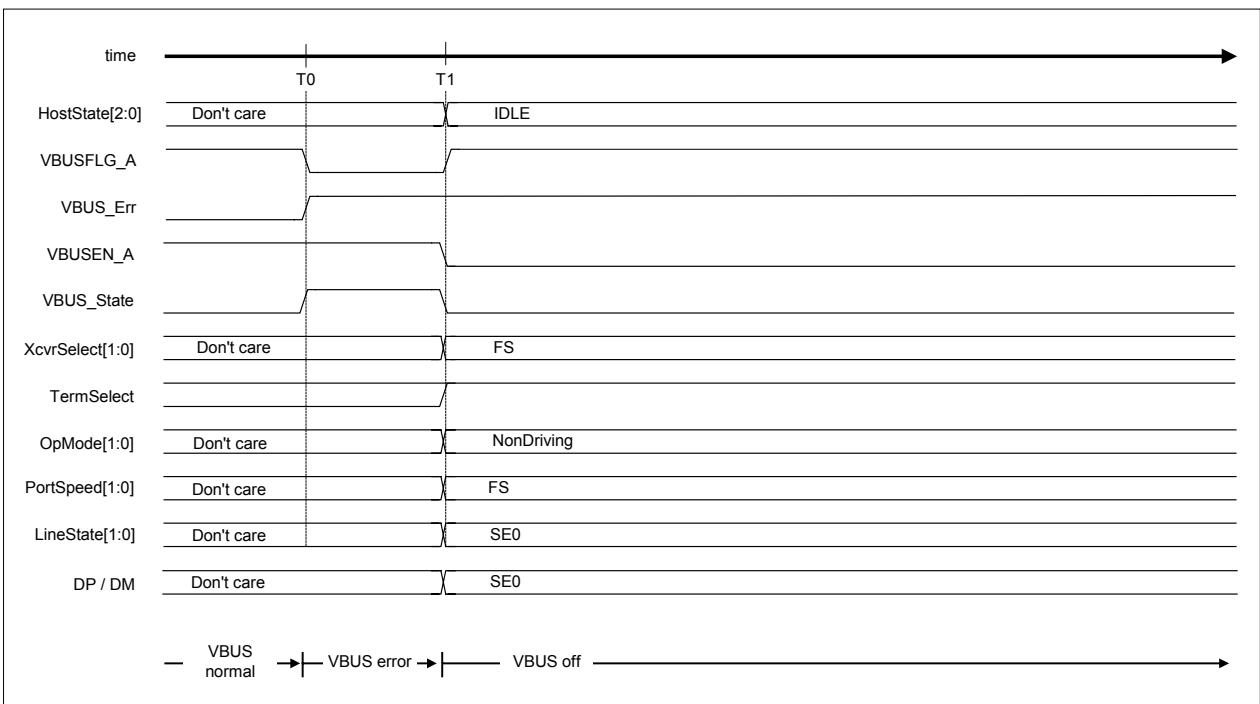 time
T0
T1
HostState[2:0]
Don't care
IDLE
VBUSFLG_A
VBUS_Err
VBUSEN_A
VBUS_State
XcvrSelect[1:0]
Don't care
FS
TermSelect
OpMode[1:0]
Don't care
NonDriving
PortSpeed[1:0]
Don't care
FS
LineState[1:0]
Don't care
SE0
DP / DM
Don't care
SE0
VBUS
normal
VBUS error
VBUS off